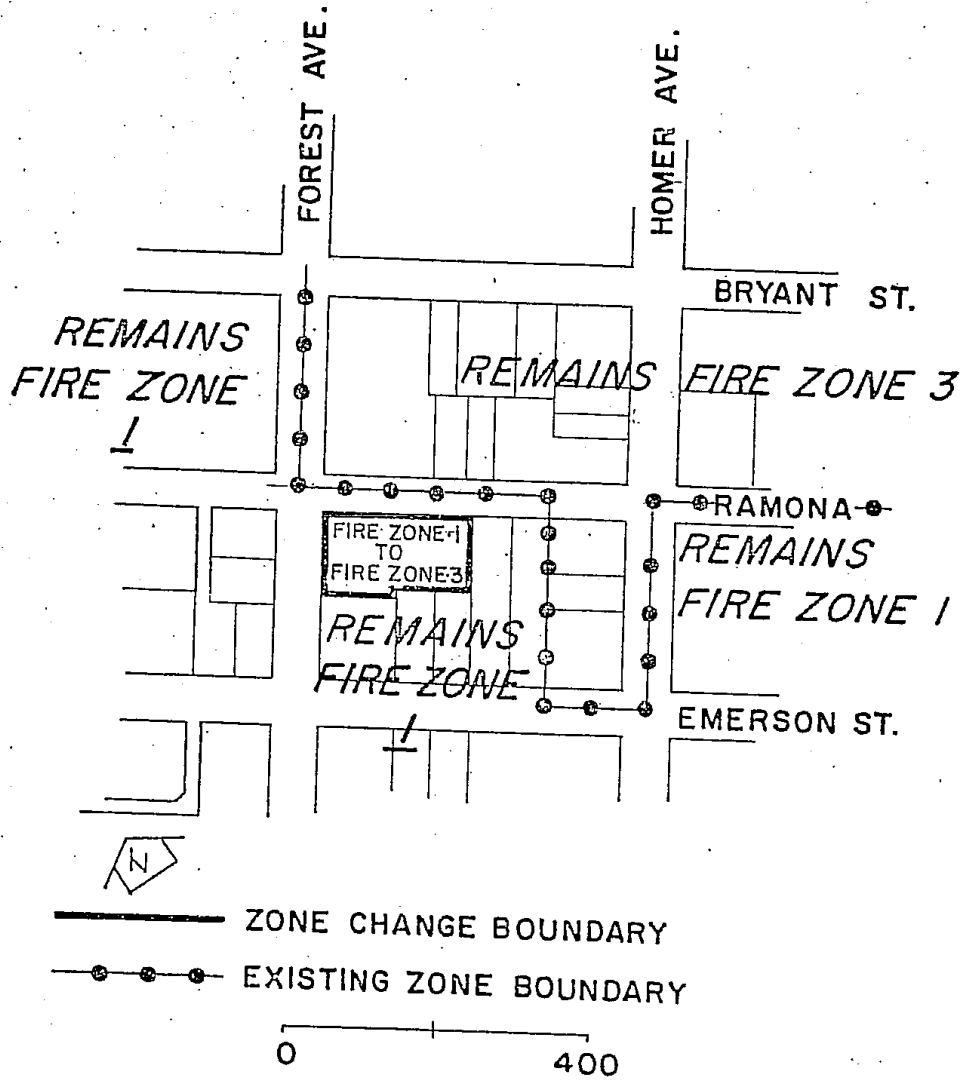 FOREST AVE.
HOMER AVE.
BRYANT ST.
REMAINS
FIRE ZONE
1
REMAINS FIRE ZONE 3
RAMONA
FIRE ZONE-1
TO
FIRE ZONE-3
REMAINS
FIRE ZONE 1
REMAINS
FIRE ZONE
1
EMERSON ST.
N
ZONE CHANGE BOUNDARY
EXISTING ZONE BOUNDARY
0 400